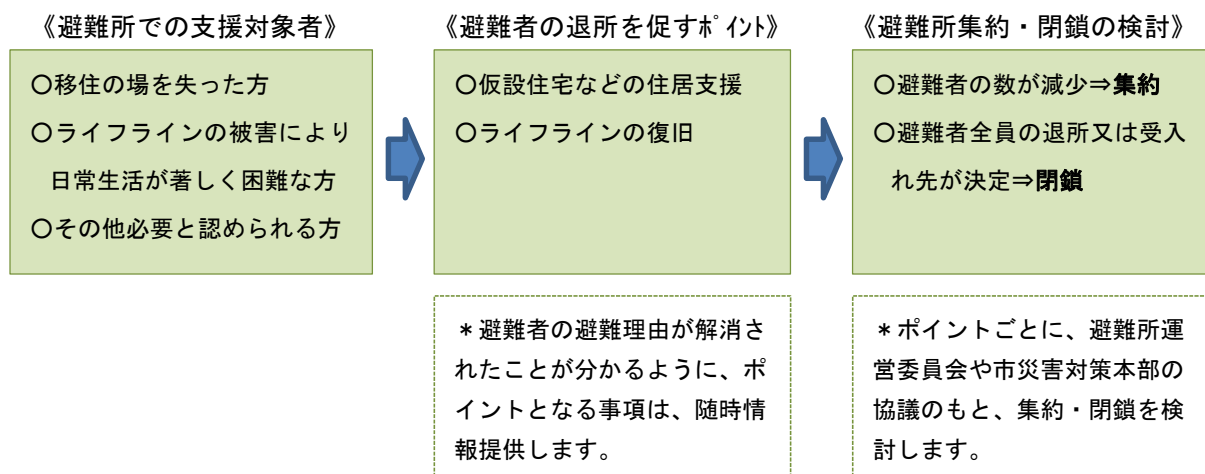 《避難所での支援対象者》
〇移住の場を失った方
〇ライフラインの被害により
日常生活が著しく困難な方
〇その他必要と認められる方
《避難者の退所を促すﾎﾟｲﾝﾄ》
〇仮設住宅などの住居支援
〇ライフラインの復旧
＊避難者の避難理由が解消さ
れたことが分かるように、ポ
イントとなる事項は、随時情
報提供します。
《避難所集約・閉鎖の検討》
〇避難者の数が減少⇒集約
〇避難者全員の退所又は受入
れ先が決定⇒閉鎖
＊ポイントごとに、避難所運
営委員会や市災害対策本部の
協議のもと、集約・閉鎖を検
討します。